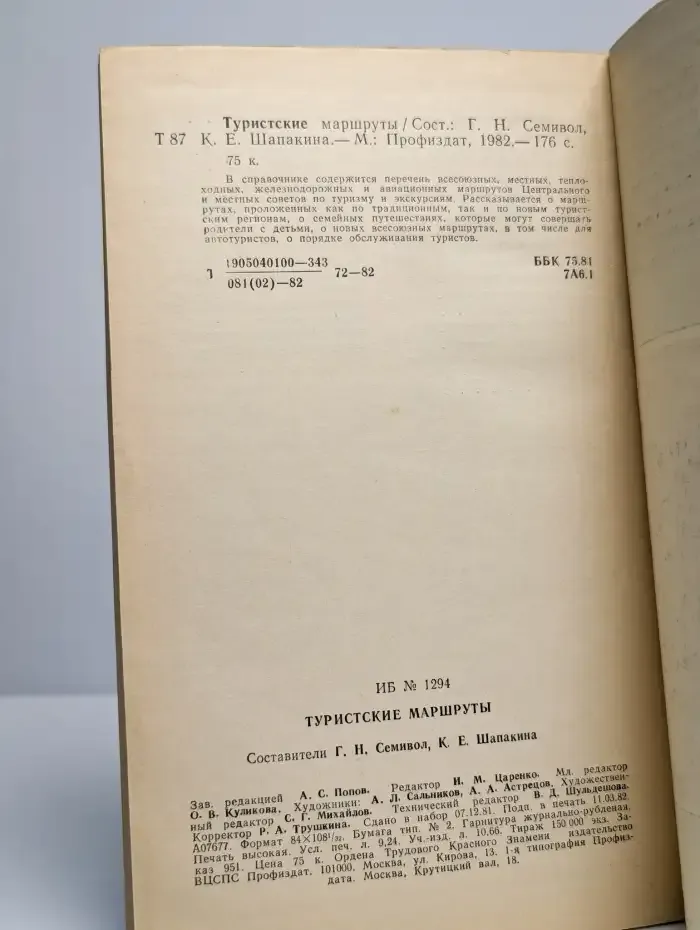 Туристские маршруты / Сост.: Г. Н. Семивол,
Т 87 К. Е. Шапакина.— М.: Профиздат, 1982.— 176 с.
75 к.
В справочнике содержится перечень всесоюзных, местных, тепло-
ходных, железнодорожных и авиационных маршрутов Центрального
и местных советов по туризму и экскурсиям. Рассказывается о марш-
рутах, проложенных как по традиционным, так и по новым турист-
ским регионам, о семейных путешествиях, которые могут совершать
родители с детьми, о новых всесоюзных маршрутах, в том числе для
автотуристов, о порядке обслуживания туристов.
1905040100—343 ББК 75.81
081(02)—82 72—82 7А6.1
ИБ № 1294
ТУРИСТСКИЕ МАРШРУТЫ
Составители Г. Н. Семивол, К. Е. Шапакина
Зав. редакцией А. С. Попов. Редактор Н. М. Царенко. Мл. редактор
О. В. Куликова. Художники: А. Л. Сальников, А. А. Астрецов. Художествен-
ный редактор С. Г. Михайлов. Технический редактор В. Д. Шульдешова.
Корректор Р. А. Трушкина. Сдано в набор 07.12.81. Подп. в печать 11.03.82.
А07677. Формат 84×108¹/₃₂. Бумага тип. № 2. Гарнитура журнально-рубленая.
Печать высокая. Усл. печ. л. 9,24. Уч.-изд. л. 10,66. Тираж 150 000 экз. За-
каз 951. Цена 75 к. Ордена Трудового Красного Знамени издательство
ВЦСПС Профиздат. 101000. Москва, ул. Кирова, 13. 1-я типография Профиз-
дата. Москва, Крутицкий вал, 18.